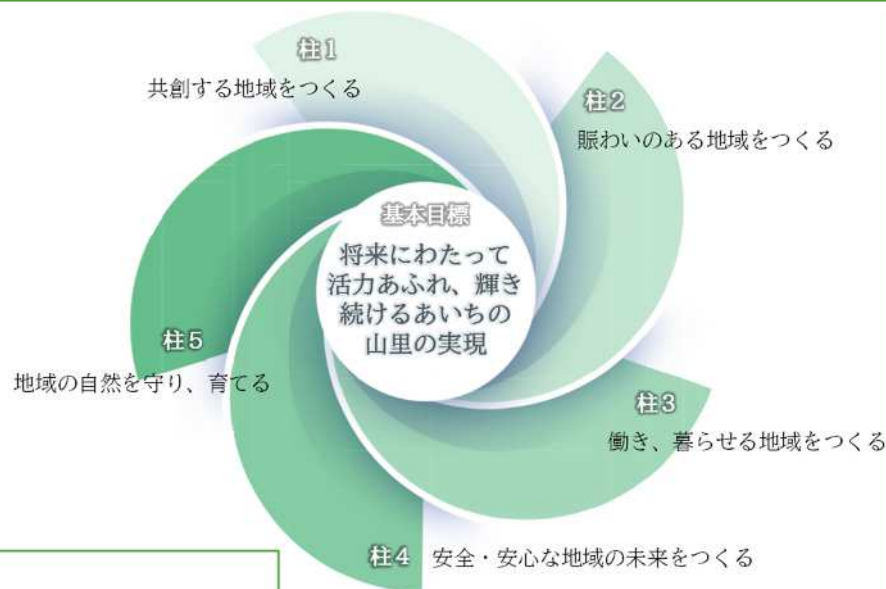 柱1
共創する地域をつくる
柱2
賑わいのある地域をつくる
基本目標
将来にわたって
活力あふれ、輝き
続けるあいちの
山里の実現
柱5
地域の自然を守り、育てる
柱3
働き、暮らせる地域をつくる
柱4
安全・安心な地域の未来をつくる